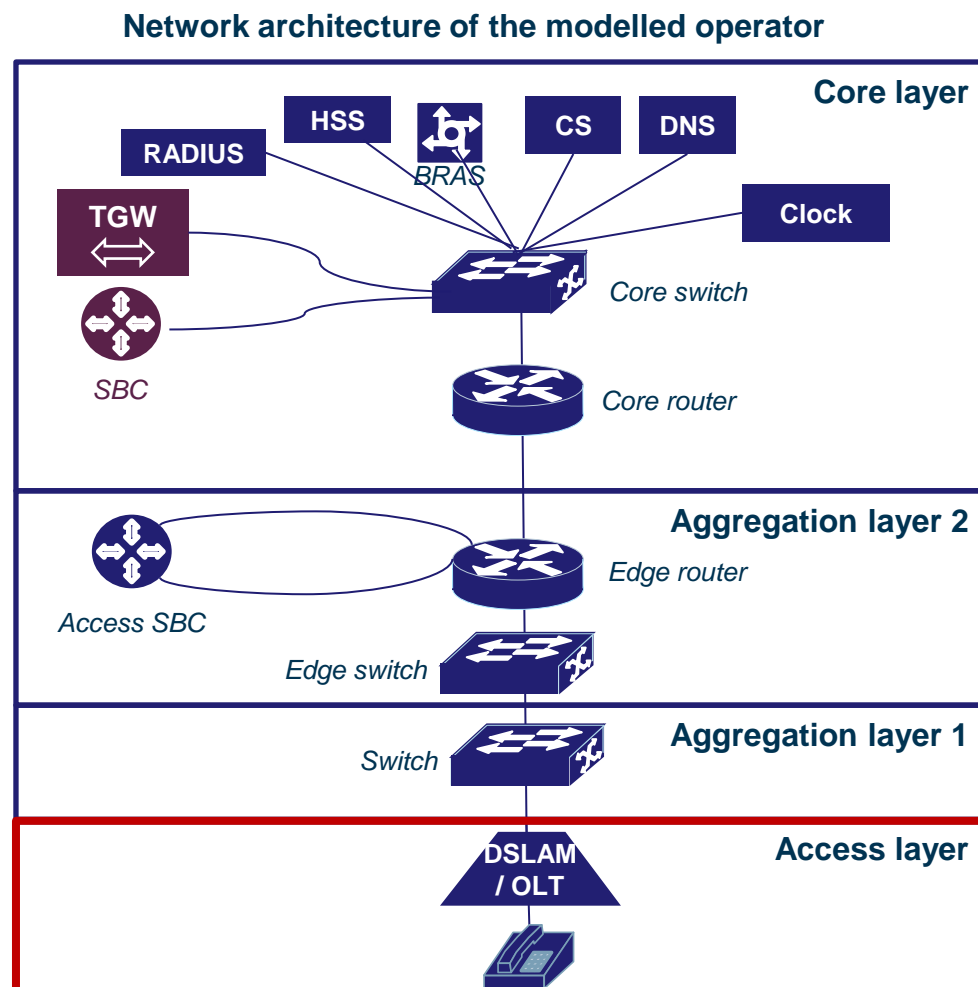 Network architecture of the modelled operator
Core layer
HSS
CS
DNS
RADIUS
BRAS
TGW
Clock
Core switch
SBC
Core router
Aggregation layer 2
Edge router
Access SBC
Edge switch
Aggregation layer 1
Switch
Access layer
DSLAM
/ OLT